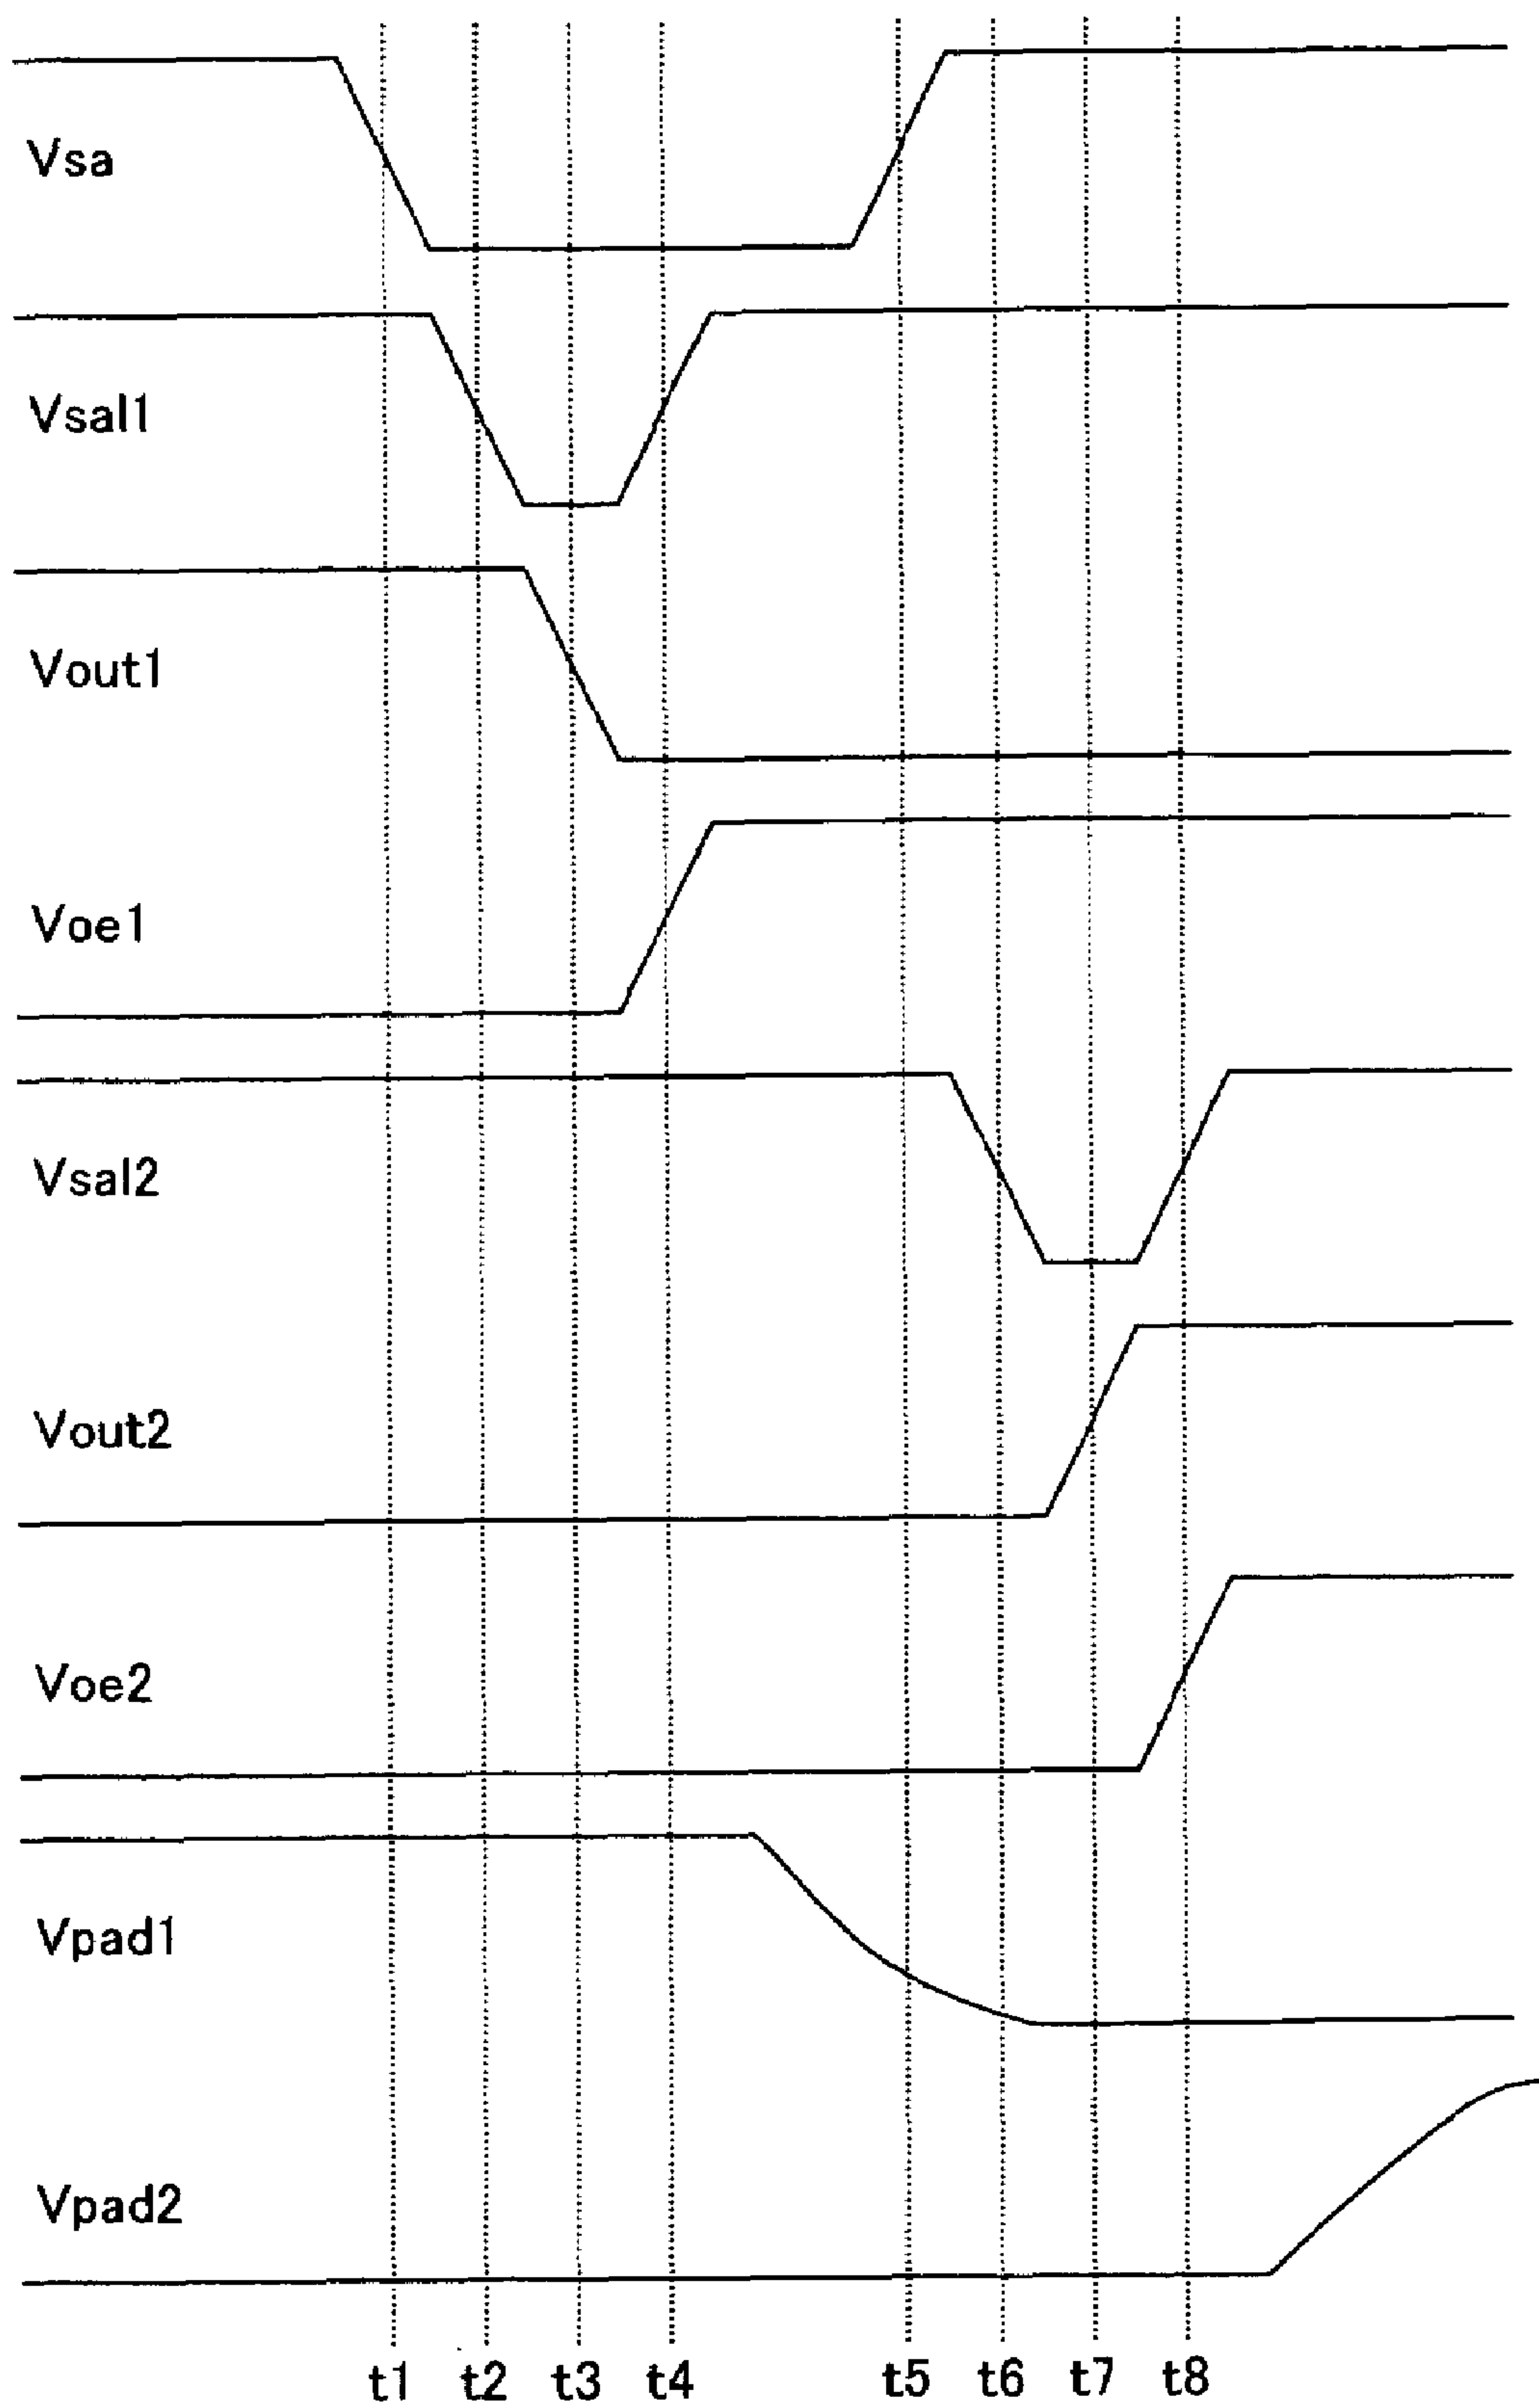 Vsa
Vsal1
Vout1
Voe1
Vsal2
Vout2
Voe2
Vpad1
Vpad2
t1 t2 t3 t4 t5 t6 t7 t8